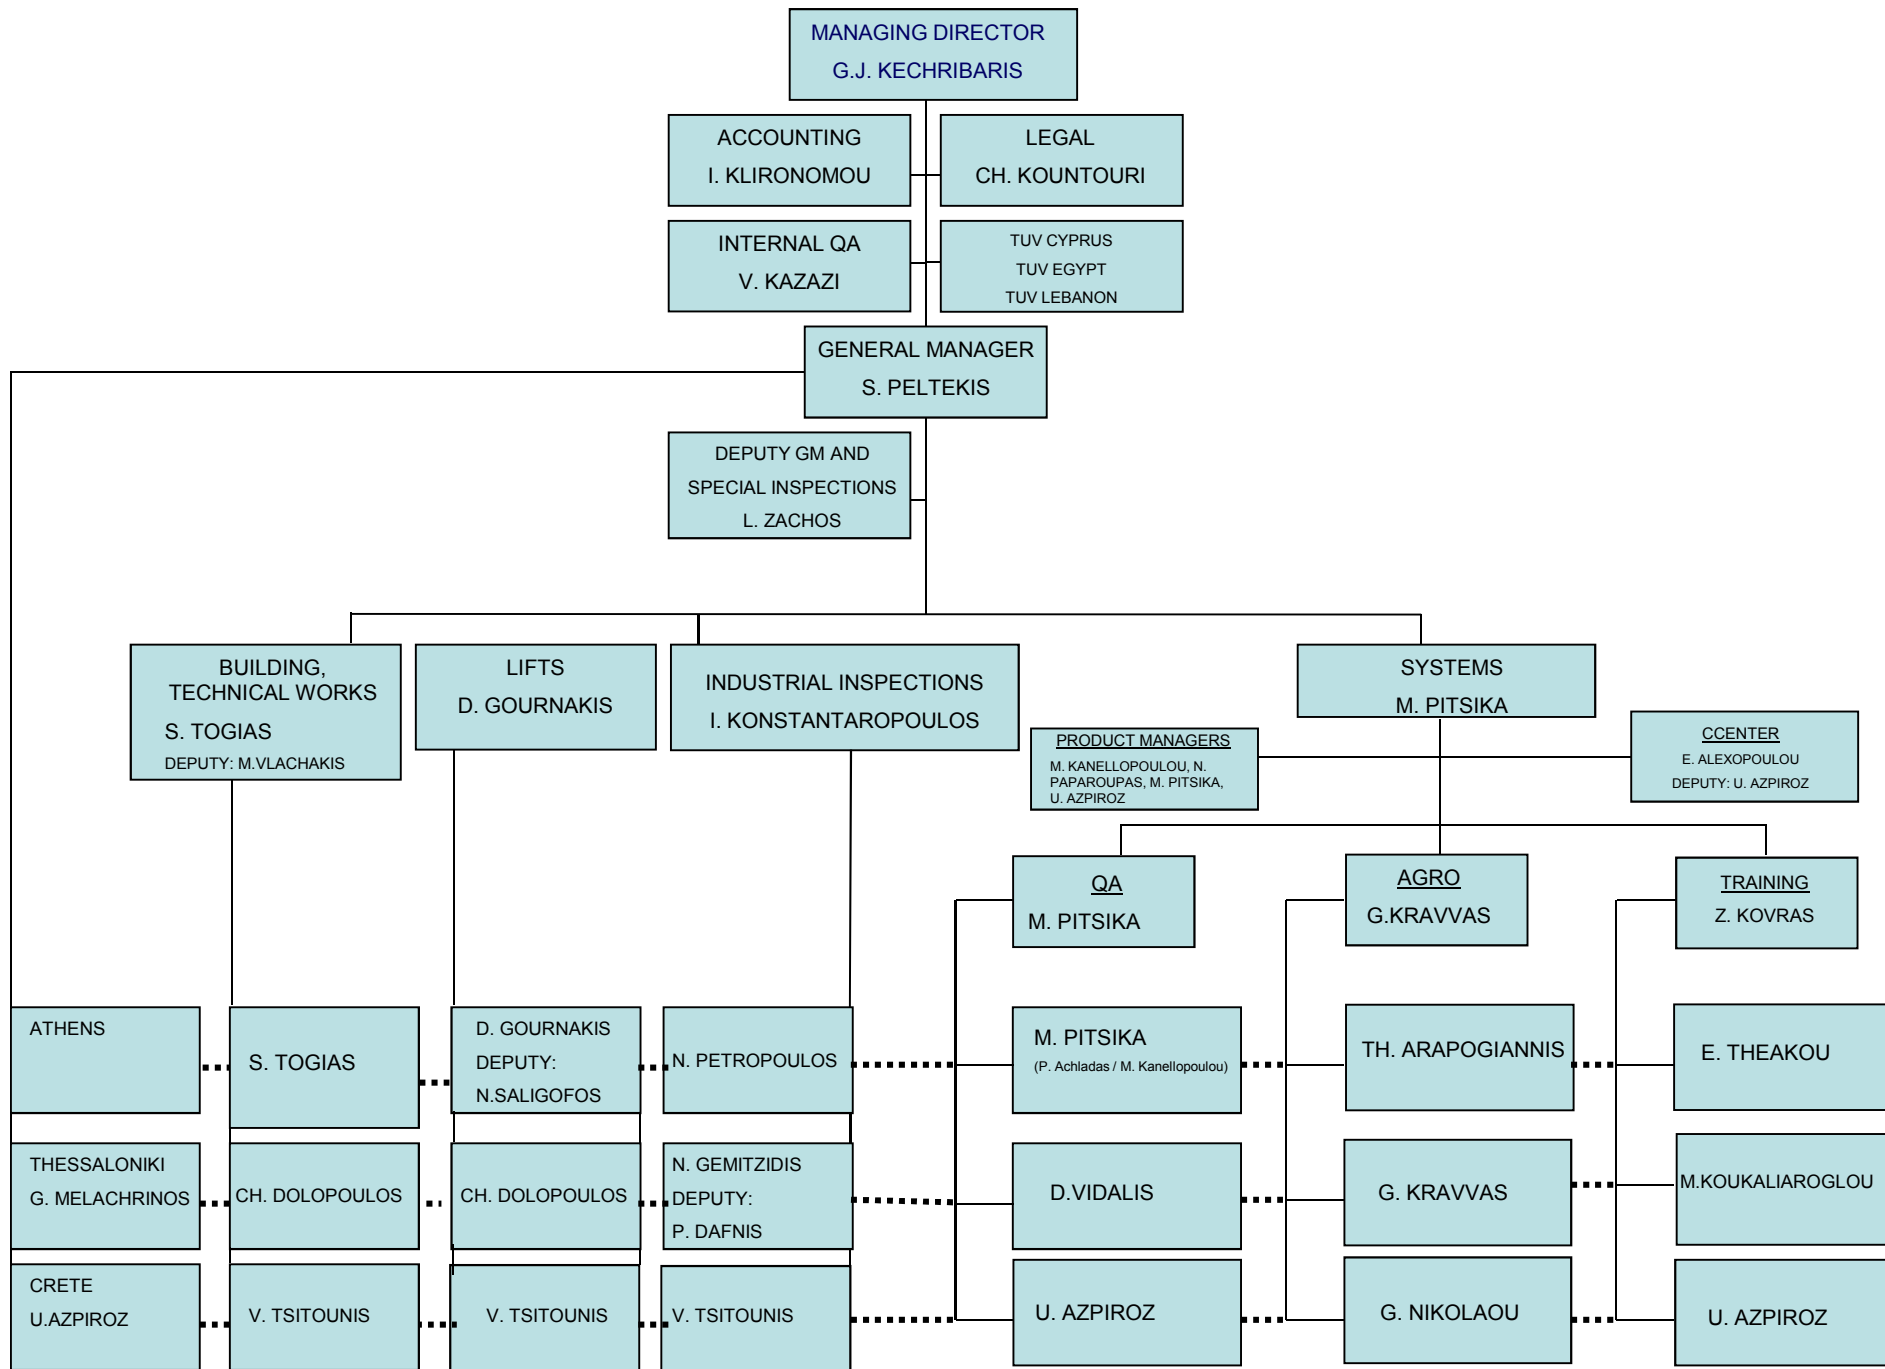 MANAGING DIRECTOR
G.J. KECHRIBARIS
ACCOUNTING
I. KLIRONOMOU
LEGAL
CH. KOUNTOURI
INTERNAL QA
V. KAZAZI
TUV CYPRUS
TUV EGYPT
TUV LEBANON
GENERAL MANAGER
S. PELTEKIS
DEPUTY GM AND
SPECIAL INSPECTIONS
L. ZACHOS
BUILDING,
TECHNICAL WORKS
S. TOGIAS
DEPUTY: M.VLACHAKIS
LIFTS
D. GOURNAKIS
INDUSTRIAL INSPECTIONS
I. KONSTANTAROPOULOS
SYSTEMS
M. PITSIKA
PRODUCT MANAGERS
M. KANELLOPOULOU, N.
PAPAROUPAS, M. PITSIKA,
U. AZPIROZ
CCENTER
E. ALEXOPOULOU
DEPUTY: U. AZPIROZ
QA
M. PITSIKA
AGRO
G.KRAVVAS
TRAINING
Z. KOVRAS
ATHENS
S. TOGIAS
D. GOURNAKIS
DEPUTY:
N.SALIGOFOS
N. PETROPOULOS
M. PITSIKA
(P. Achladas / M. Kanellopoulou)
TH. ARAPOGIANNIS
E. THEAKOU
THESSALONIKI
G. MELACHRINOS
CH. DOLOPOULOS
CH. DOLOPOULOS
N. GEMITZIDIS
DEPUTY:
P. DAFNIS
D.VIDALIS
G. KRAVVAS
M.KOUKALIAROGLOU
CRETE
U.AZPIROZ
V. TSITOUNIS
V. TSITOUNIS
V. TSITOUNIS
U. AZPIROZ
G. NIKOLAOU
U. AZPIROZ